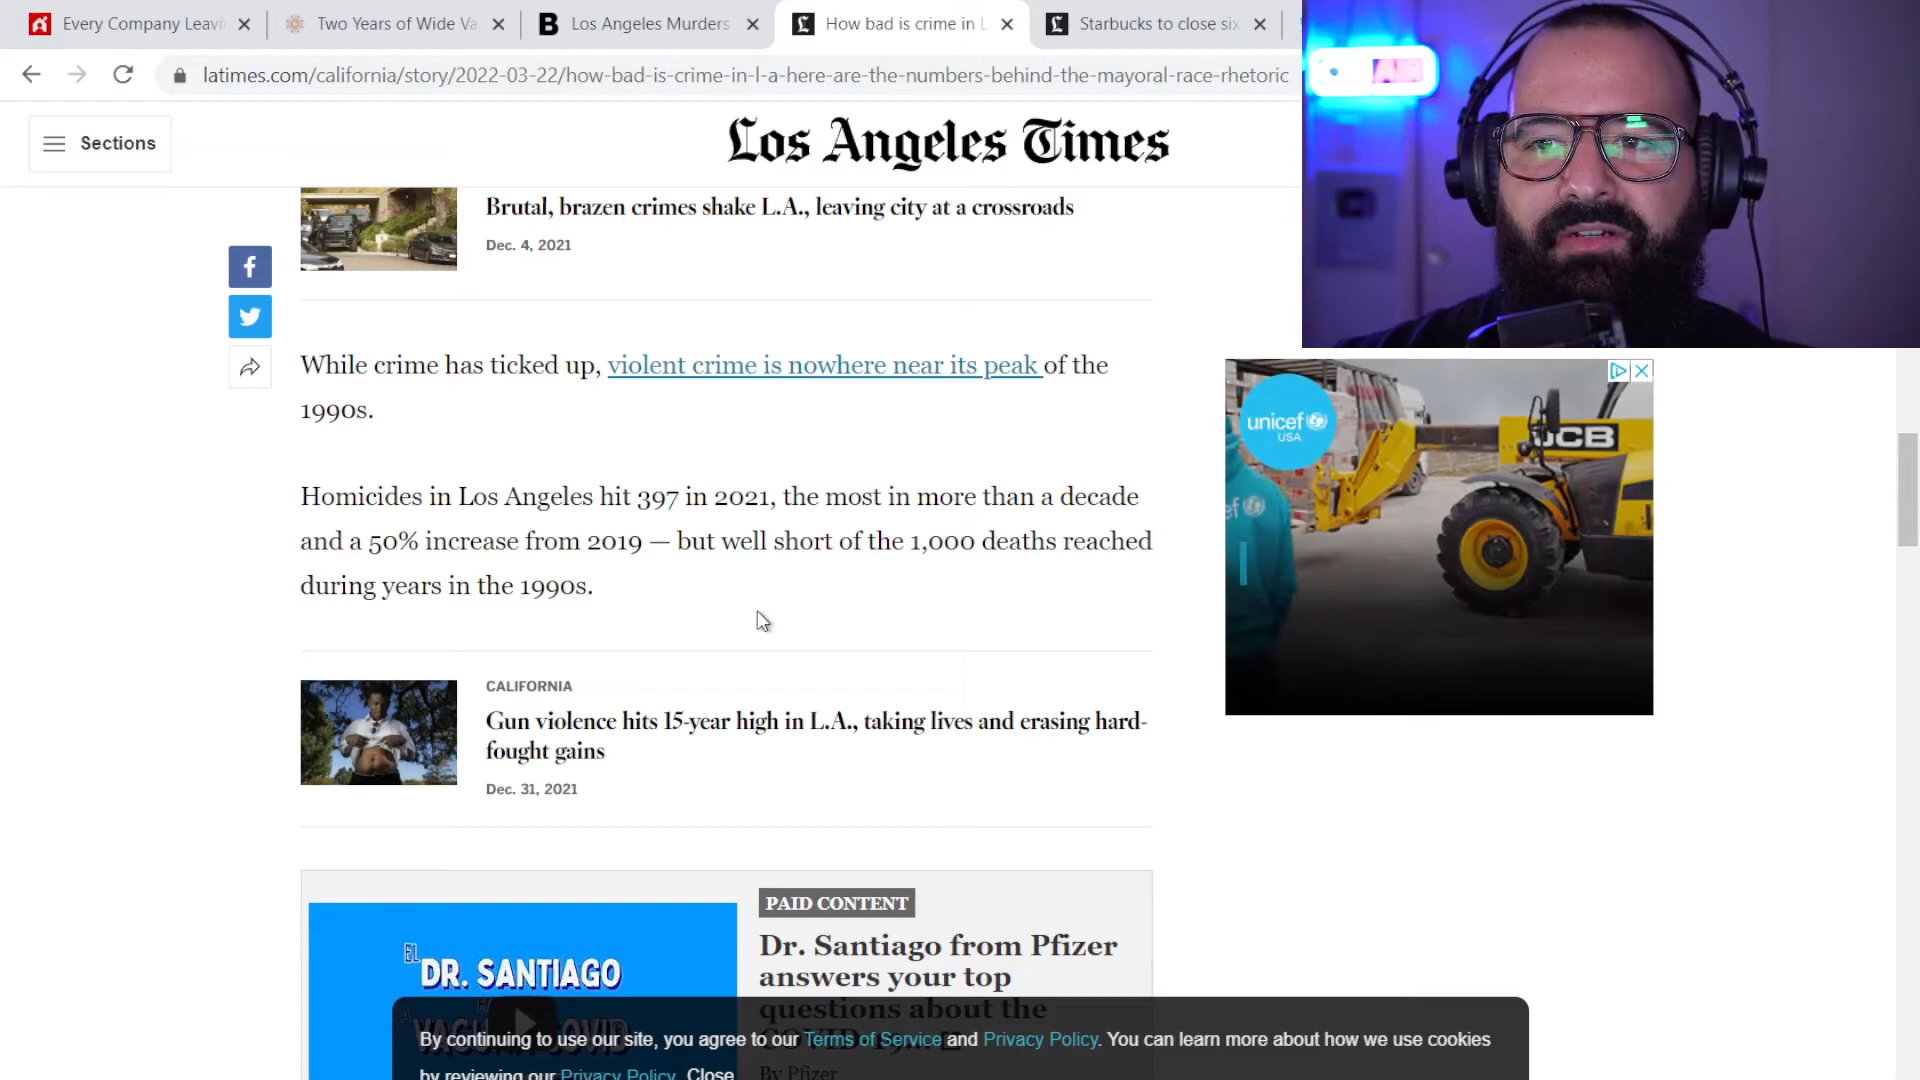 Every Company Leavi
Two Years of Wide Va
Los Angeles Murders
How bad is crime in L
Starbucks to close six
latimes.com/california/story/2022-03-22/how-bad-is-crime-in-l-a-here-are-the-numbers-behind-the-mayoral-race-rhetoric
Sections
Los Angeles Times
Brutal, brazen crimes shake L.A., leaving city at a crossroads
Dec. 4, 2021
While crime has ticked up, violent crime is nowhere near its peak of the
1990s.
unicef
USA
JCB
Homicides in Los Angeles hit 397 in 2021, the most in more than a decade
and a 50% increase from 2019 — but well short of the 1,000 deaths reached
during years in the 1990s.
CALIFORNIA
Gun violence hits 15-year high in L.A., taking lives and erasing hard-
fought gains
Dec. 31, 2021
PAID CONTENT
EL
DR. SANTIAGO
Dr. Santiago from Pfizer
answers your top
questions about the
By continuing to use our site, you agree to our Terms of Service and Privacy Policy. You can learn more about how we use cookies
by reviewing our Privacy Policy. Close
By Pfizer